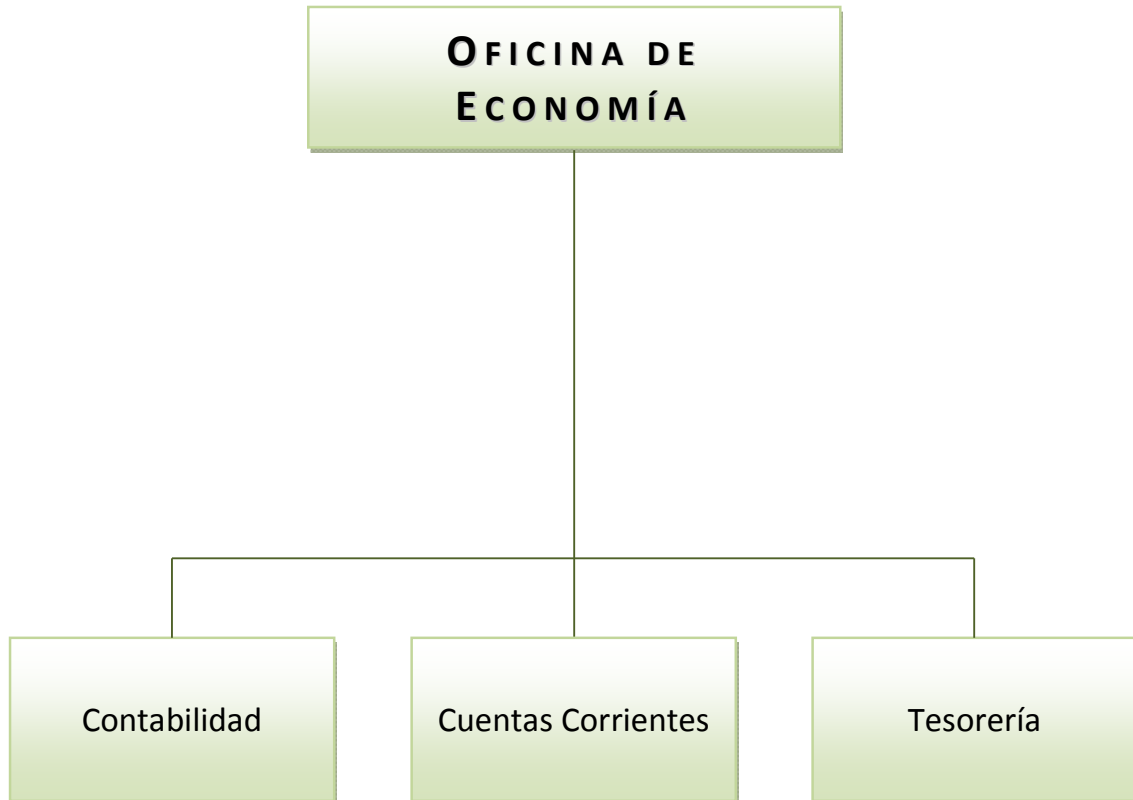 OFICINA DE
ECONOMÍA
Contabilidad
Cuentas Corrientes
Tesorería